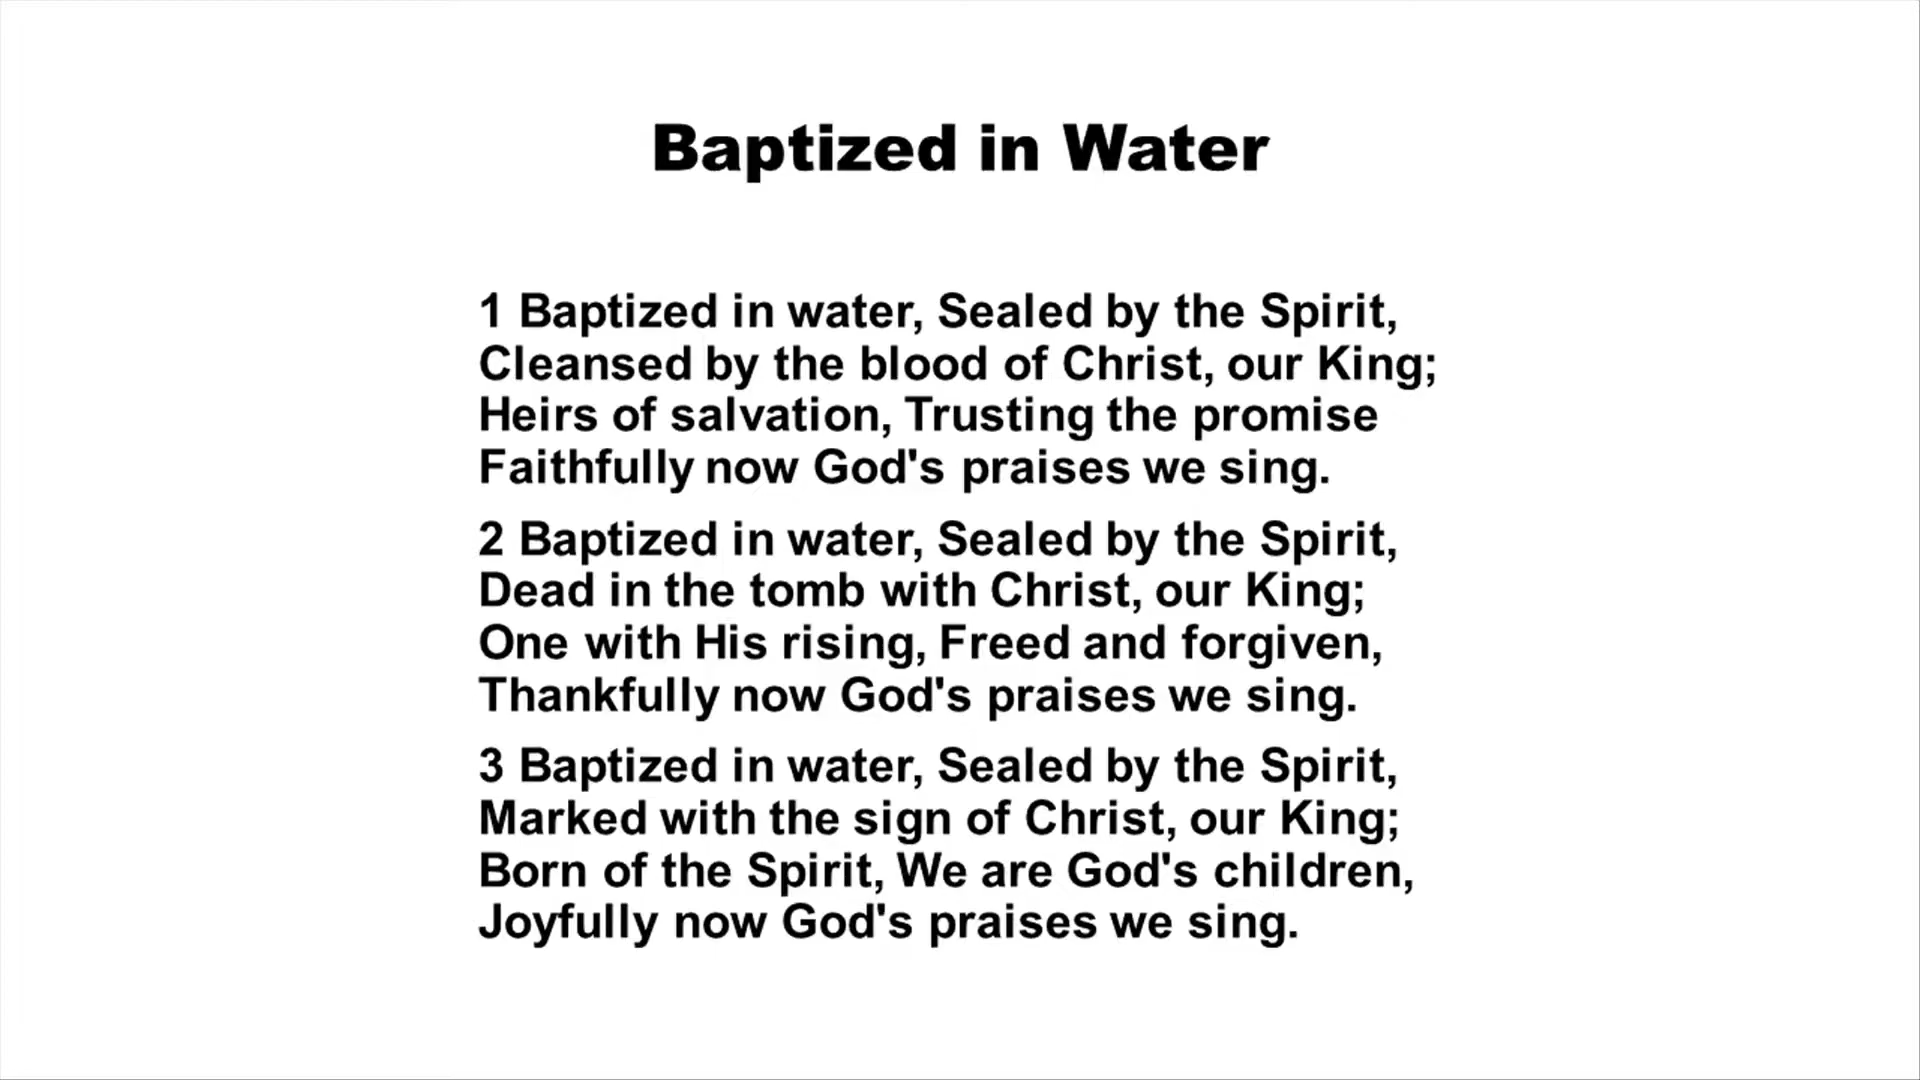 Baptized in Water
1 Baptized in water, Sealed by the Spirit,
Cleansed by the blood of Christ, our King;
Heirs of salvation, Trusting the promise
Faithfully now God's praises we sing.
2 Baptized in water, Sealed by the Spirit,
Dead in the tomb with Christ, our King;
One with His rising, Freed and forgiven,
Thankfully now God's praises we sing.
3 Baptized in water, Sealed by the Spirit,
Marked with the sign of Christ, our King;
Born of the Spirit, We are God's children,
Joyfully now God's praises we sing.